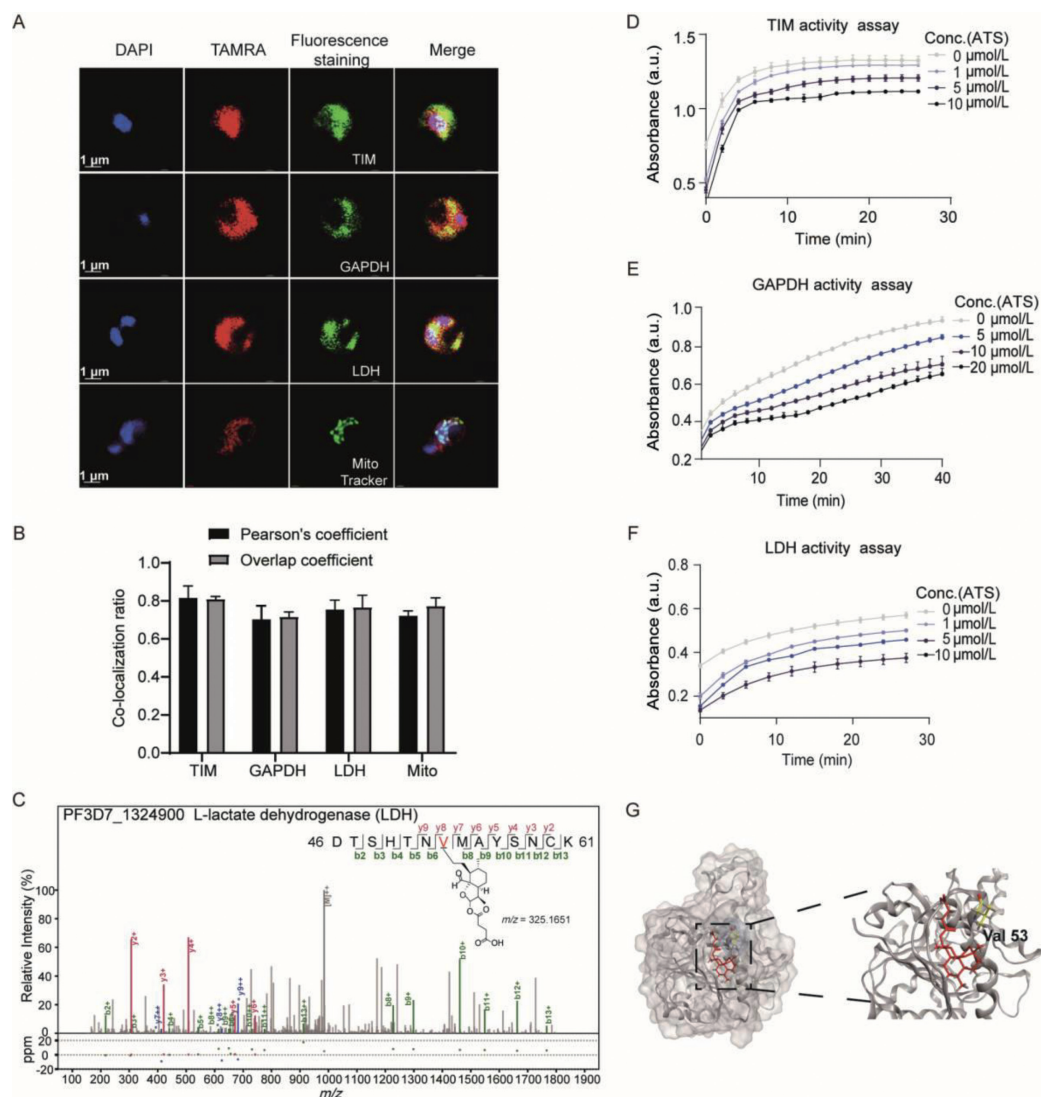 A
DAPI
TAMRA
Fluorescence
staining
Merge
1 μm
TIM
1 μm
GAPDH
1 μm
LDH
1 μm
Mito
Tracker
B
Pearson's coefficient
Overlap coefficient
Co-localization ratio
1.0
0.8
0.6
0.4
0.2
0.0
TIM
GAPDH
LDH
Mito
C
PF3D7_1324900 L-lactate dehydrogenase (LDH)
y9 y8 y7 y6 y5 y4 y3 y2
46 D T S H T N V M A Y S N C K 61
b2 b3 b4 b5 b6 b8 b9 b10 b11 b12 b13
m/z = 325.1651
OH
Relative Intensity (%)
100
80
60
40
20
0
ppm
20
0
-20
100 200 300 400 500 600 700 800 900 1000 1100 1200 1300 1400 1500 1600 1700 1800 1900
m/z
D
TIM activity assay
Conc.(ATS)
0 μmol/L
1 μmol/L
5 μmol/L
10 μmol/L
Absorbance (a.u.)
1.5
1.0
0.5
0 10 20 30
Time (min)
E
GAPDH activity assay
Conc.(ATS)
0 μmol/L
5 μmol/L
10 μmol/L
20 μmol/L
Absorbance (a.u.)
1.0
0.8
0.6
0.4
0.2
10 20 30 40
Time (min)
F
LDH activity assay
Conc.(ATS)
0 μmol/L
1 μmol/L
5 μmol/L
10 μmol/L
Absorbance (a.u.)
0.8
0.6
0.4
0.2
0 10 20 30
Time (min)
G
Val 53